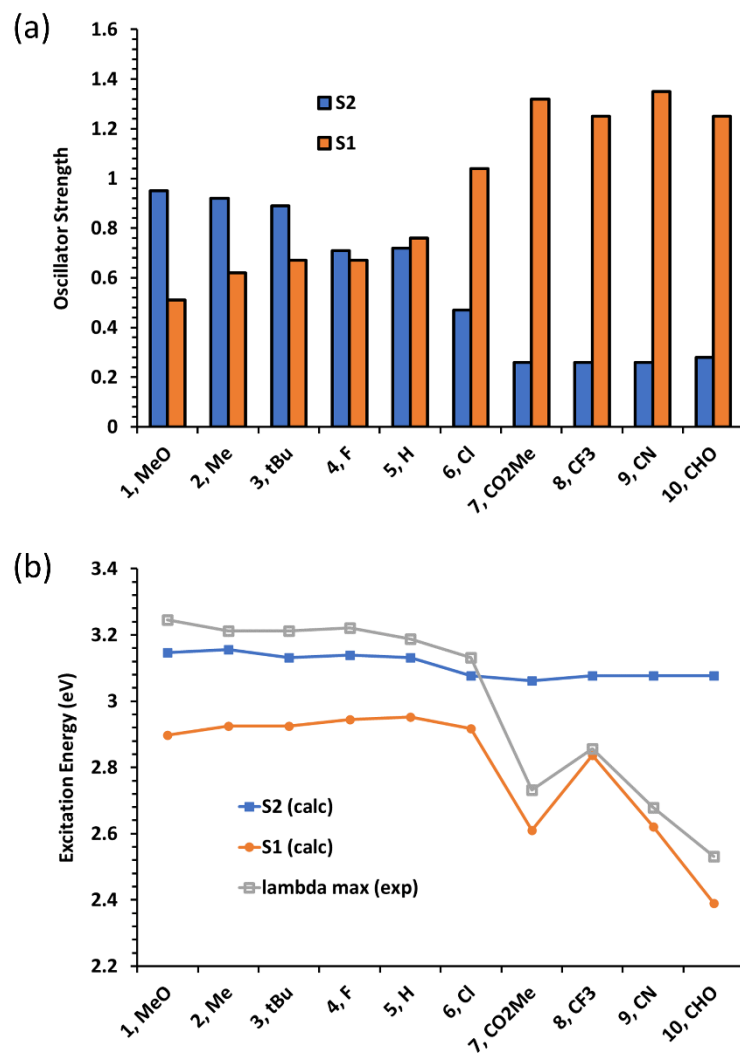 (a)
1.6
1.4
1.2
1
0.8
0.6
0.4
0.2
0
Oscillator Strength
S2
S1
1, MeO
2, Me
3, tBu
4, F
5, H
6, Cl
7, CO2Me
8, CF3
9, CN
10, CHO
(b)
3.4
3.2
3
2.8
2.6
2.4
2.2
Excitation Energy (eV)
S2 (calc)
S1 (calc)
lambda max (exp)
1, MeO
2, Me
3, tBu
4, F
5, H
6, Cl
7, CO2Me
8, CF3
9, CN
10, CHO